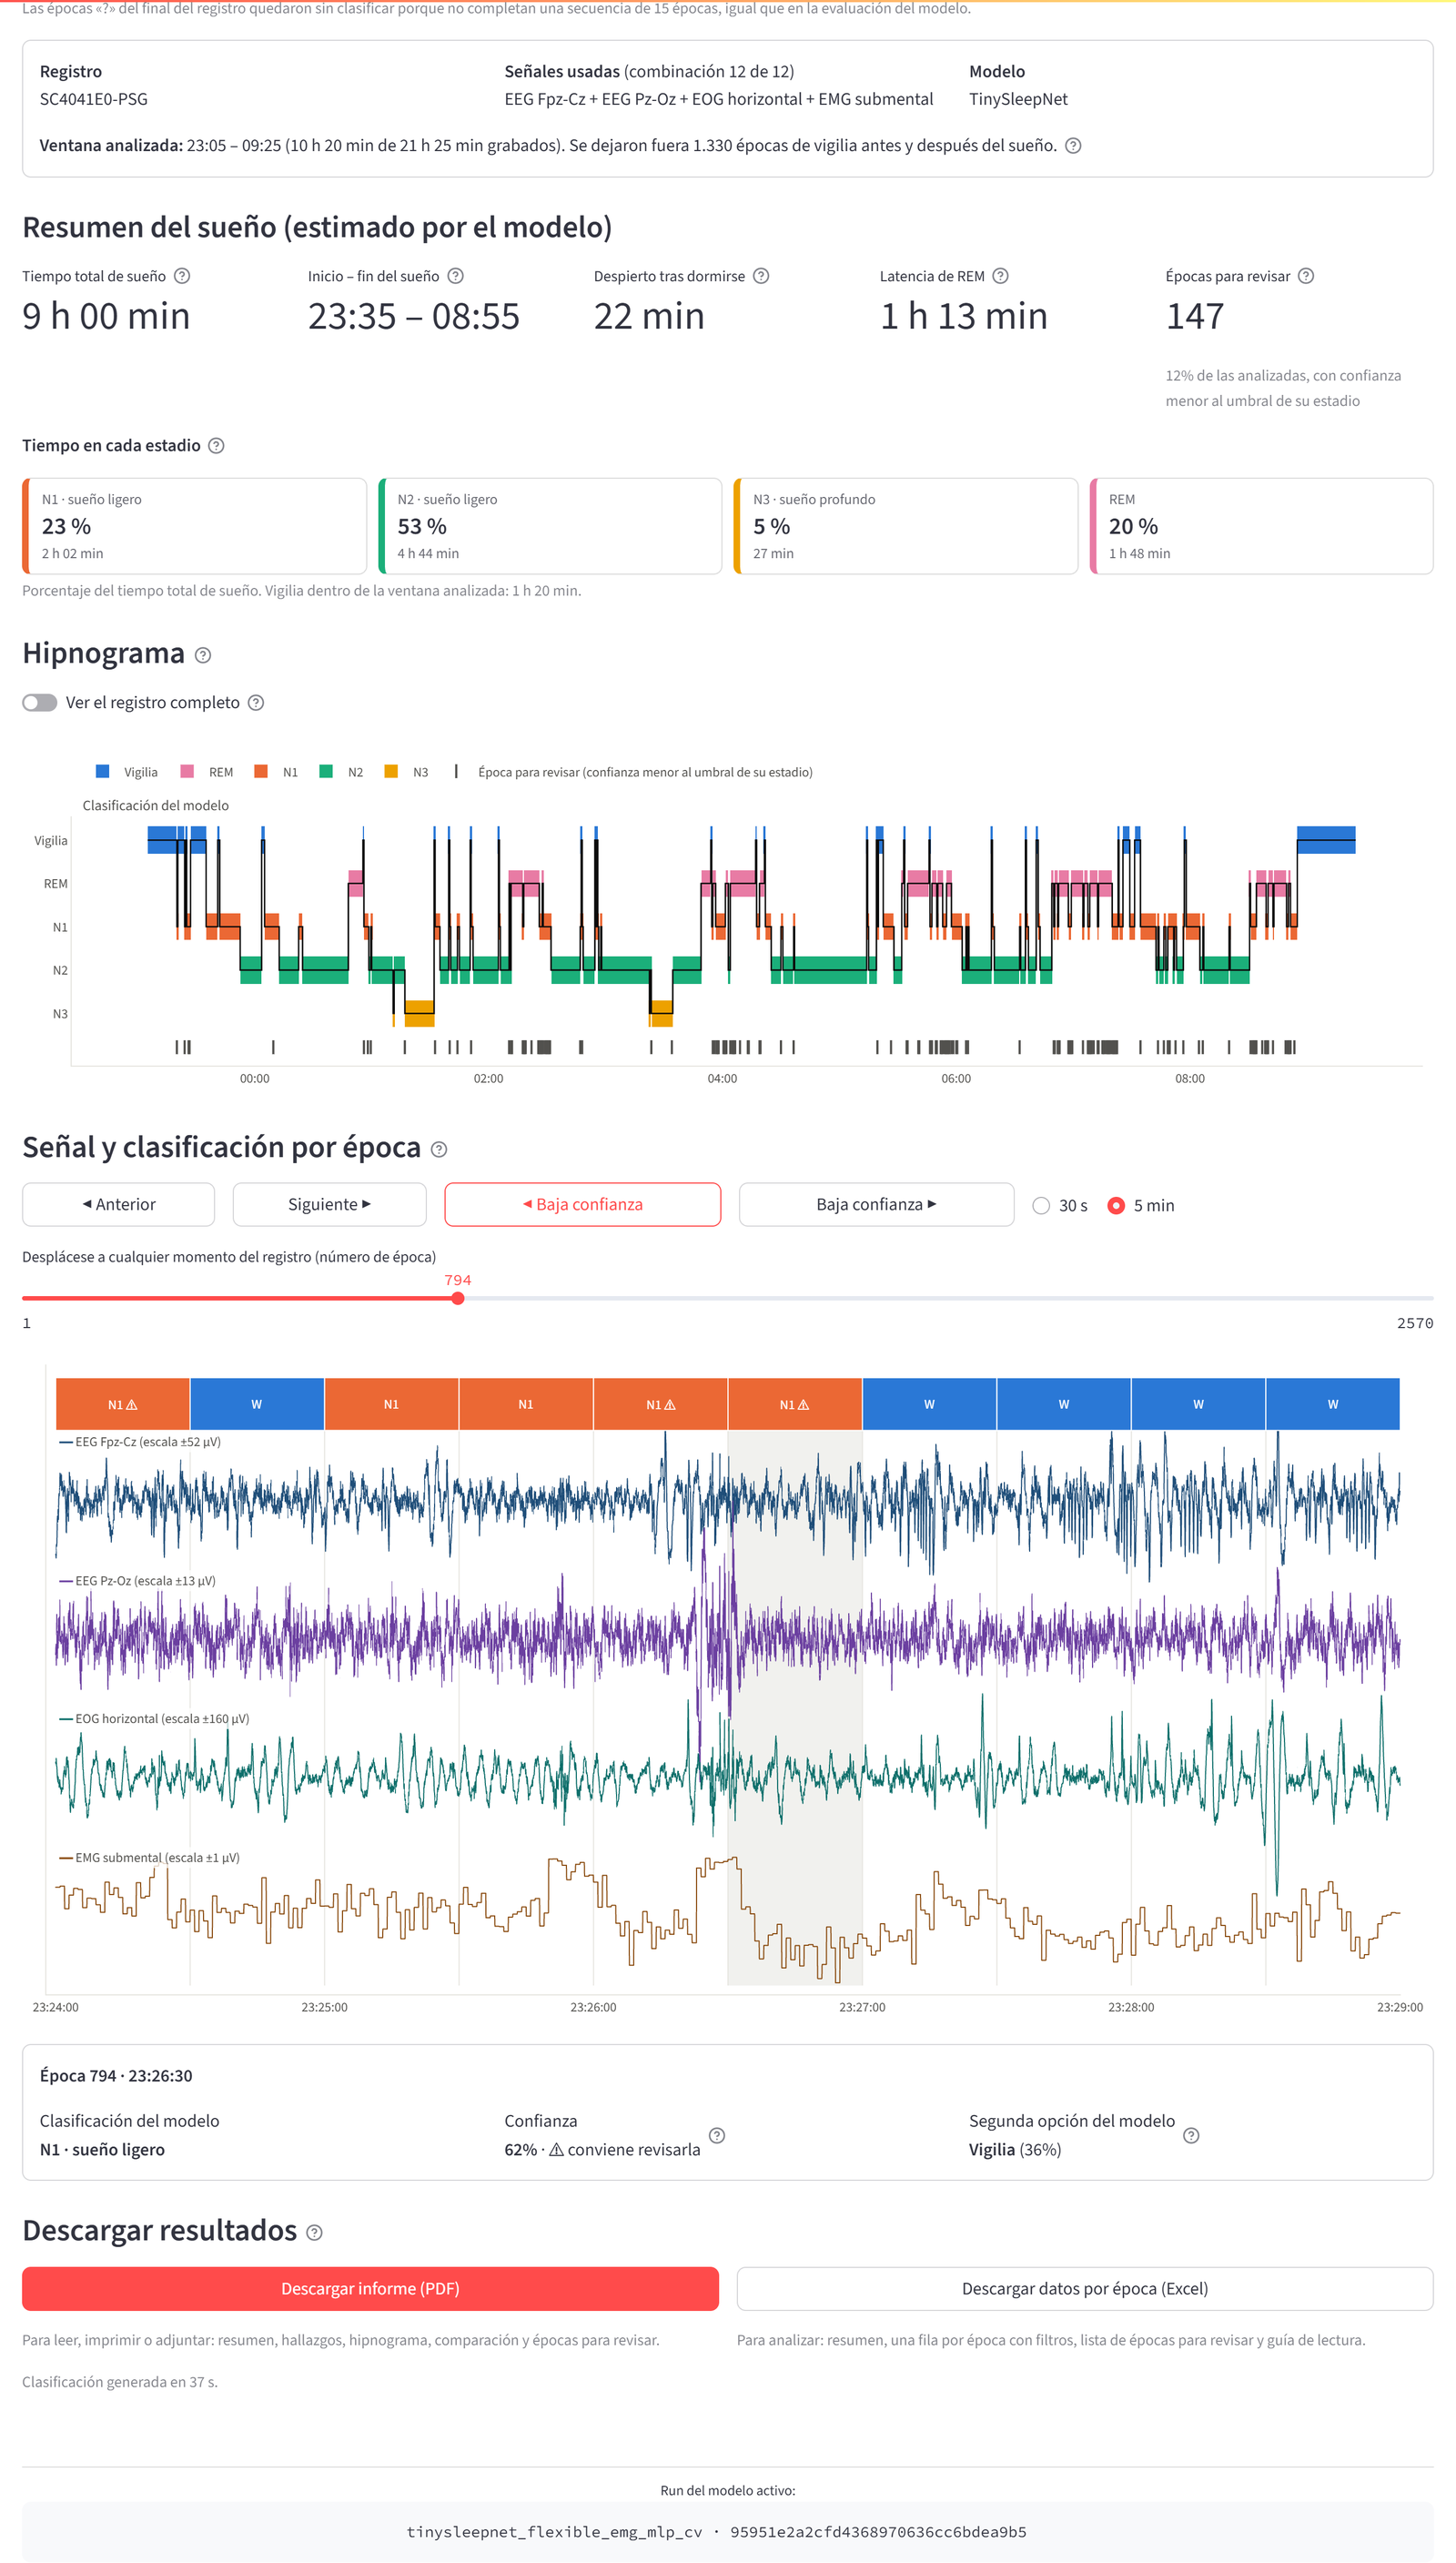 Las épocas «?» del final del registro quedaron sin clasificar porque no completan una secuencia de 15 épocas, igual que en la evaluación del modelo.
Registro
SC4041E0-PSG
Señales usadas (combinación 12 de 12)
EEG Fpz-Cz + EEG Pz-Oz + EOG horizontal + EMG submental
Modelo
TinySleepNet
Ventana analizada: 23:05 – 09:25 (10 h 20 min de 21 h 25 min grabados). Se dejaron fuera 1.330 épocas de vigilia antes y después del sueño.
Resumen del sueño (estimado por el modelo)
Tiempo total de sueño
9 h 00 min
Inicio – fin del sueño
23:35 – 08:55
Despierto tras dormirse
22 min
Latencia de REM
1 h 13 min
Épocas para revisar
147
12% de las analizadas, con confianza
menor al umbral de su estadio
Tiempo en cada estadio
N1 · sueño ligero
23 %
2 h 02 min
N2 · sueño ligero
53 %
4 h 44 min
N3 · sueño profundo
5 %
27 min
REM
20 %
1 h 48 min
Porcentaje del tiempo total de sueño. Vigilia dentro de la ventana analizada: 1 h 20 min.
Hipnograma
Ver el registro completo
Vigilia REM N1 N2 N3 Época para revisar (confianza menor al umbral de su estadio)
Clasificación del modelo
Vigilia
REM
N1
N2
N3
00:00 02:00 04:00 06:00 08:00
Señal y clasificación por época
◂ Anterior
Siguiente ▸
◂ Baja confianza
Baja confianza ▸
30 s
5 min
Desplácese a cualquier momento del registro (número de época)
794
1 2570
N1⚠ W N1 N1 N1⚠ N1⚠ W W W W
EEG Fpz-Cz (escala ±52 µV)
EEG Pz-Oz (escala ±13 µV)
EOG horizontal (escala ±160 µV)
EMG submental (escala ±1 µV)
23:24:00 23:25:00 23:26:00 23:27:00 23:28:00 23:29:00
Época 794 · 23:26:30
Clasificación del modelo
N1 · sueño ligero
Confianza
62% · ⚠ conviene revisarla
Segunda opción del modelo
Vigilia (36%)
Descargar resultados
Descargar informe (PDF)
Descargar datos por época (Excel)
Para leer, imprimir o adjuntar: resumen, hallazgos, hipnograma, comparación y épocas para revisar.
Para analizar: resumen, una fila por época con filtros, lista de épocas para revisar y guía de lectura.
Clasificación generada en 37 s.
Run del modelo activo:
tinysleepnet_flexible_emg_mlp_cv · 95951e2a2cfd4368970636cc6bdea9b5